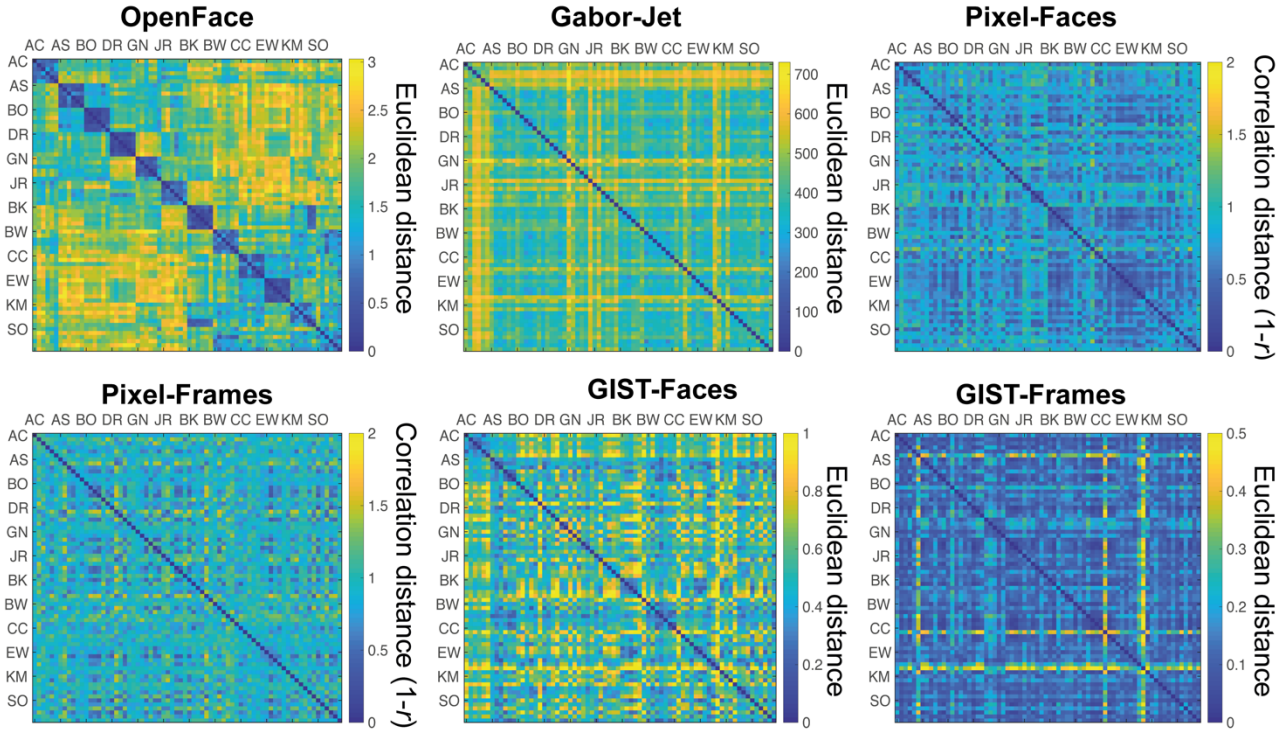 OpenFace
AC AS BO DR GN JR BK BW CC EW KM SO
AC
AS
BO
DR
GN
JR
BK
BW
CC
EW
KM
SO
3
2.5
2
1.5
1
0.5
0
Euclidean distance
Gabor-Jet
AC AS BO DR GN JR BK BW CC EW KM SO
AC
AS
BO
DR
GN
JR
BK
BW
CC
EW
KM
SO
700
600
500
400
300
200
100
0
Euclidean distance
Pixel-Faces
AC AS BO DR GN JR BK BW CC EW KM SO
AC
AS
BO
DR
GN
JR
BK
BW
CC
EW
KM
SO
2
1.5
1
0.5
0
Correlation distance (1-r)
Pixel-Frames
AC AS BO DR GN JR BK BW CC EW KM SO
AC
AS
BO
DR
GN
JR
BK
BW
CC
EW
KM
SO
2
1.5
1
0.5
0
Correlation distance (1-r)
GIST-Faces
AC AS BO DR GN JR BK BW CC EW KM SO
AC
AS
BO
DR
GN
JR
BK
BW
CC
EW
KM
SO
1
0.8
0.6
0.4
0.2
0
Euclidean distance
GIST-Frames
AC AS BO DR GN JR BK BW CC EW KM SO
AC
AS
BO
DR
GN
JR
BK
BW
CC
EW
KM
SO
0.5
0.4
0.3
0.2
0.1
0
Euclidean distance